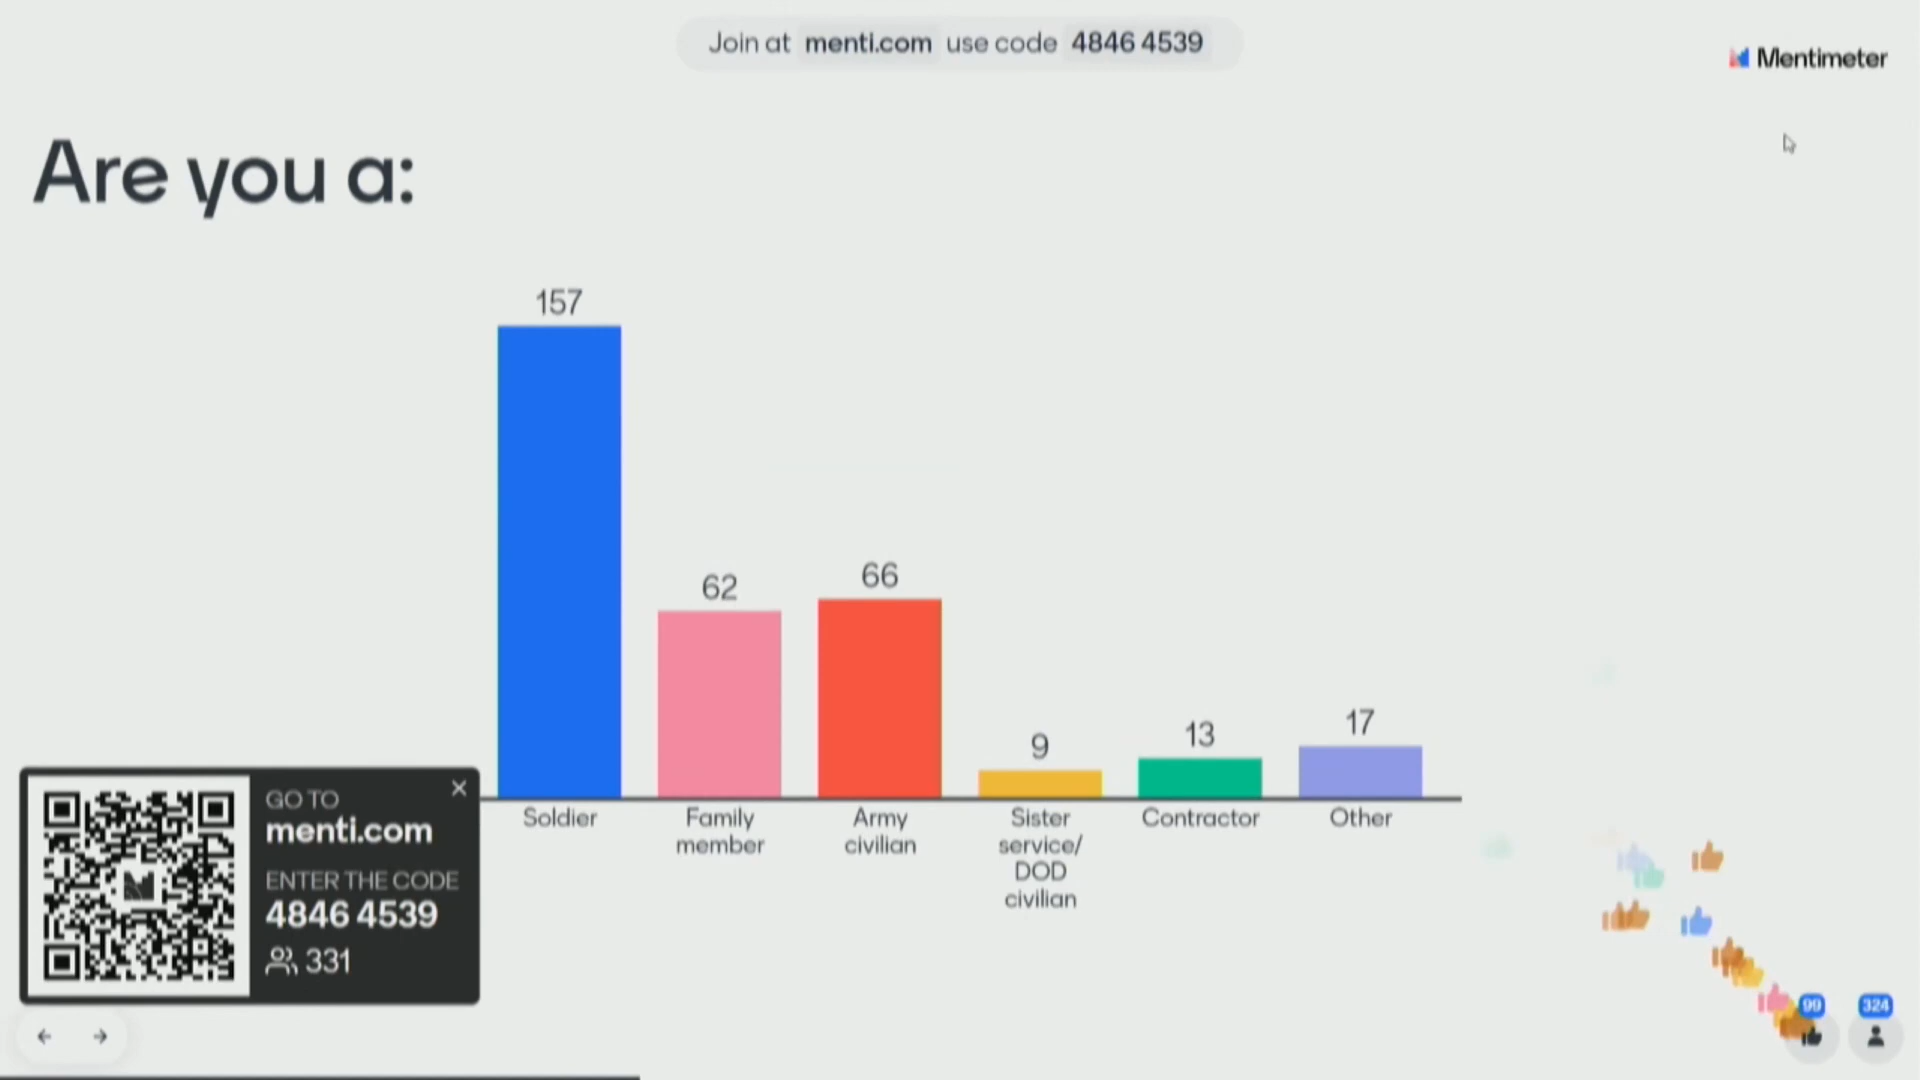 Join at menti.com use code 4846 4539
Mentimeter
Are you a:
157
62
66
9
13
17
Soldier
Family
member
Army
civilian
Sister
service/
DOD
civilian
Contractor
Other
GO TO
menti.com
ENTER THE CODE
4846 4539
331
99
324